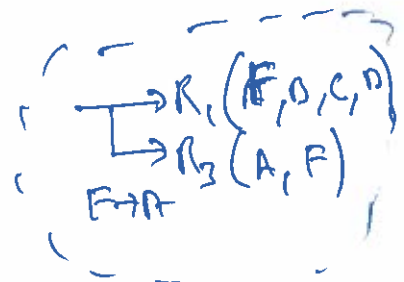 → R₁ (F, B, C, D)
→ R₃ (A, F)
F→A